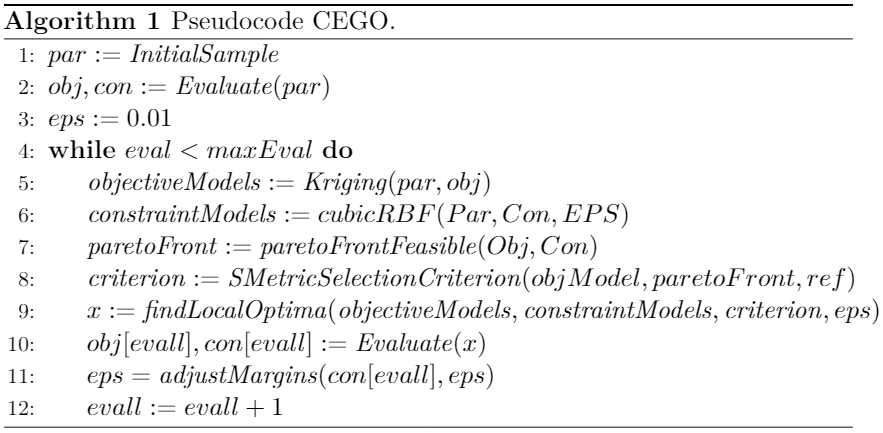 Algorithm 1 Pseudocode CEGO.
1: par := InitialSample
2: obj, con := Evaluate(par)
3: eps := 0.01
4: while eval < maxEval do
5: objectiveModels := Kriging(par, obj)
6: constraintModels := cubicRBF(Par, Con, EPS)
7: paretoFront := paretoFrontFeasible(Obj, Con)
8: criterion := SMetricSelectionCriterion(objModel, paretoFront, ref)
9: x := findLocalOptima(objectiveModels, constraintModels, criterion, eps)
10: obj[evall], con[evall] := Evaluate(x)
11: eps = adjustMargins(con[evall], eps)
12: evall := evall + 1